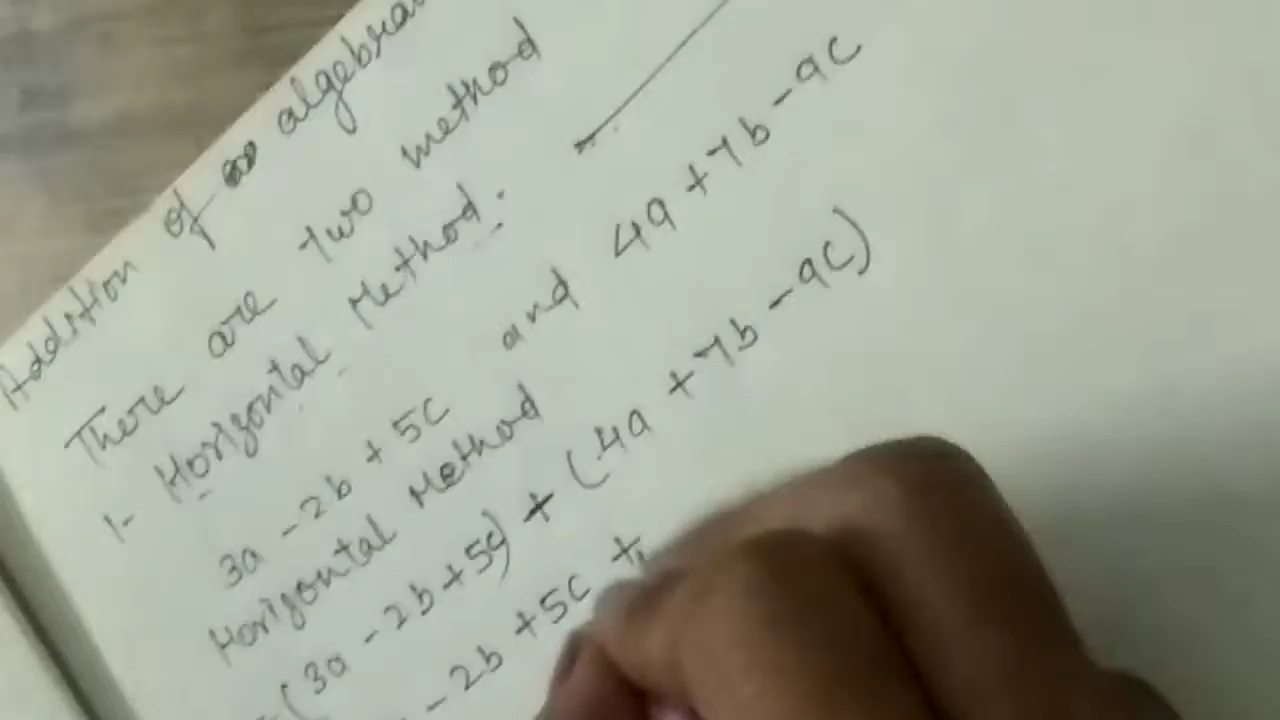 Addition of algebra
There are two method
1- Horizontal Method.
3a - 2b + 5c and 4a + 7b - 9c
Horizontal Method
(3a - 2b + 5c) + (4a + 7b - 9c)
- 2b + 5c +